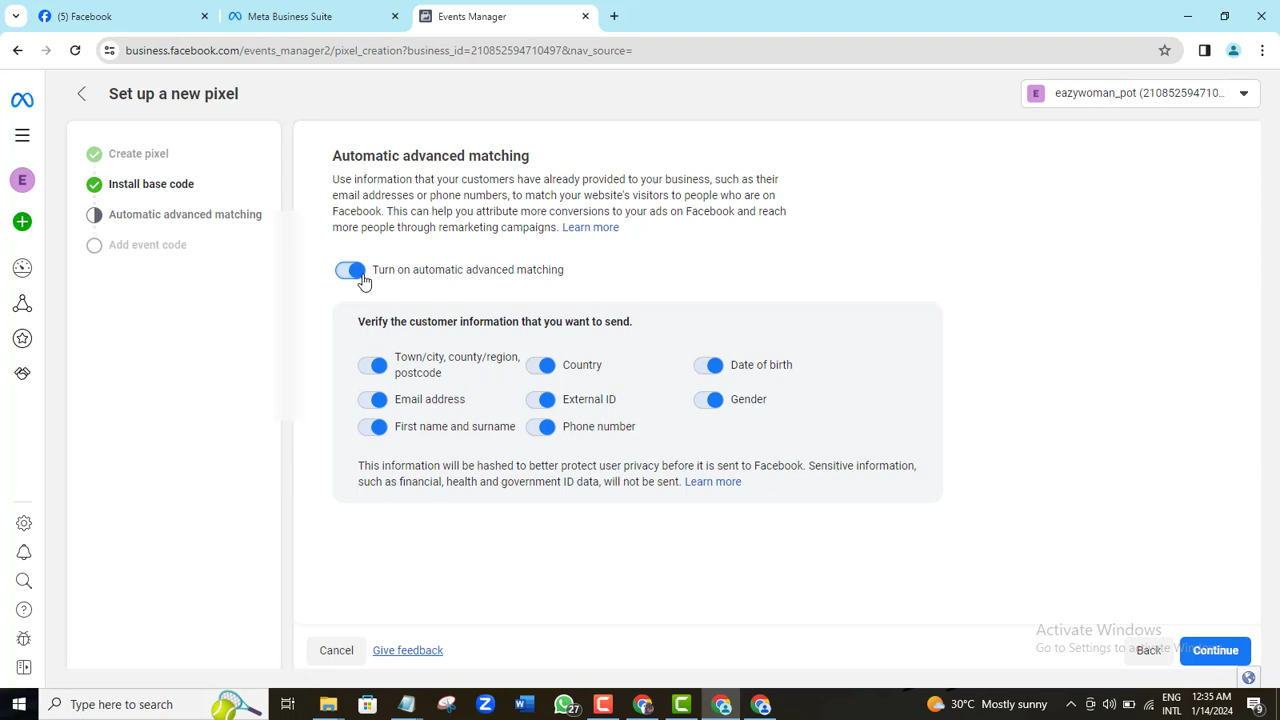 (5) Facebook
Meta Business Suite
Events Manager
business.facebook.com/events_manager2/pixel_creation?business_id=210852594710497&nav_source=
Set up a new pixel
E
eazywoman_pot (210852594710...
E
Create pixel
Install base code
Automatic advanced matching
Add event code
Automatic advanced matching
Use information that your customers have already provided to your business, such as their
email addresses or phone numbers, to match your website's visitors to people who are on
Facebook. This can help you attribute more conversions to your ads on Facebook and reach
more people through remarketing campaigns. Learn more
Turn on automatic advanced matching
Verify the customer information that you want to send.
Town/city, county/region,
postcode
Country
Date of birth
Email address
External ID
Gender
First name and surname
Phone number
This information will be hashed to better protect user privacy before it is sent to Facebook. Sensitive information,
such as financial, health and government ID data, will not be sent. Learn more
Activate Windows
Go to Settings to activate Windows.
Cancel
Give feedback
Back
Continue
Type here to search
27
30°C Mostly sunny
ENG
INTL
12:35 AM
1/14/2024
9